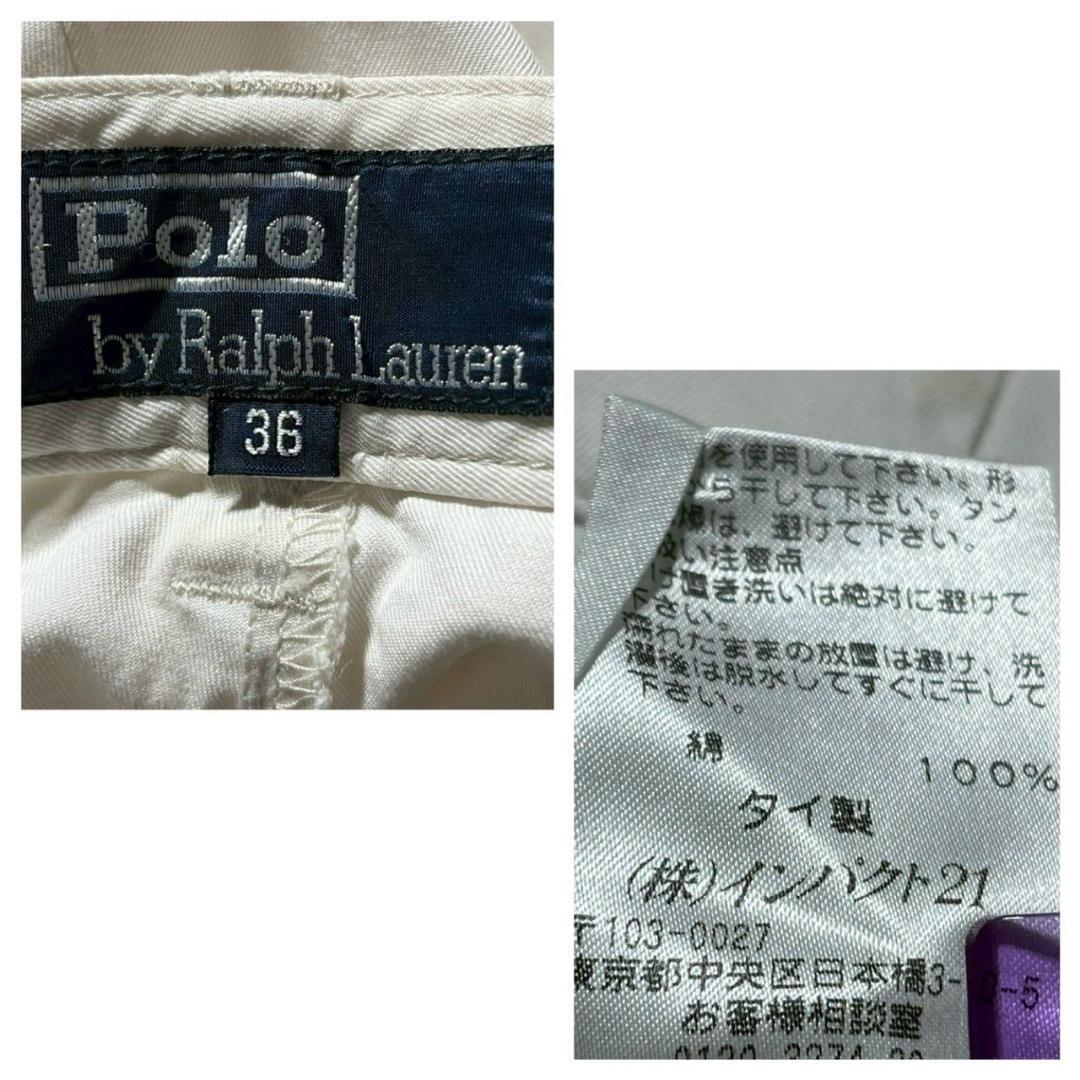 Polo
by Ralph Lauren
36
を使用して下さい。形
ら干して下さい。タン
は、避けて下さい。
い注意点
け置き洗いは絶対に避けて
下さい。
れたままの放置は避け、洗
濯後は脱水してすぐに干して
下さい。
綿 100%
タイ製
(株)インパクト21
〒103-0027
東京都中央区日本橋3- -5
お客様相談